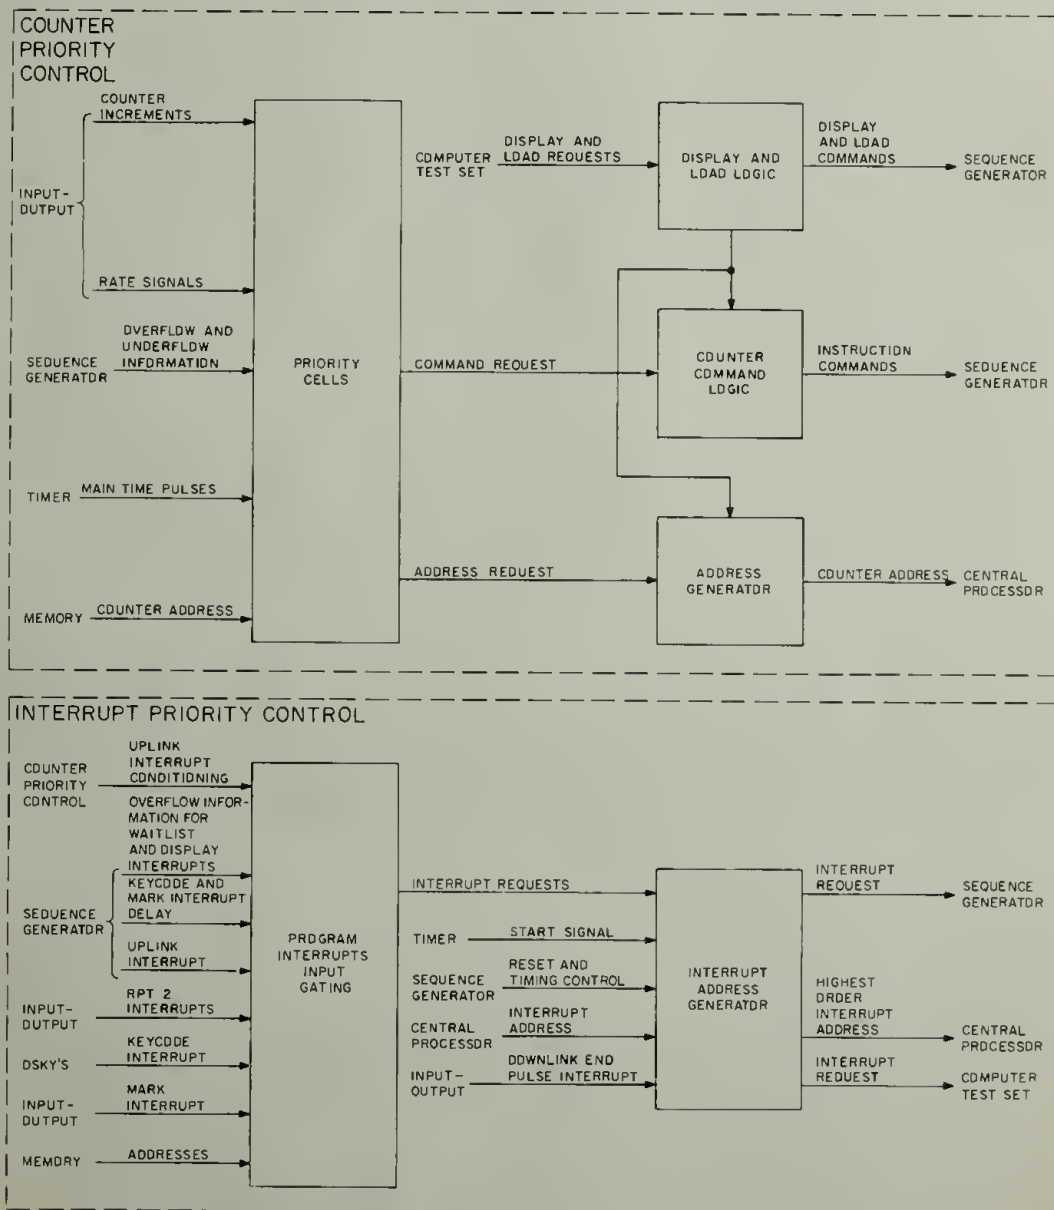 COUNTER
PRIORITY
CONTROL
COUNTER
INCREMENTS
INPUT-
OUTPUT
RATE SIGNALS
SEQUENCE
GENERATOR
OVERFLOW AND
UNDERFLOW
INFORMATION
TIMER
MAIN TIME PULSES
MEMORY
COUNTER ADDRESS
PRIORITY
CELLS
COMPUTER
TEST SET
DISPLAY AND
LOAD REQUESTS
DISPLAY AND
LOAD LOGIC
DISPLAY
AND LOAD
COMMANDS
SEQUENCE
GENERATOR
COMMAND REQUEST
COUNTER
COMMAND
LOGIC
INSTRUCTION
COMMANDS
SEQUENCE
GENERATOR
ADDRESS REQUEST
ADDRESS
GENERATOR
COUNTER ADDRESS
CENTRAL
PROCESSOR
INTERRUPT PRIORITY CONTROL
COUNTER
PRIORITY
CONTROL
UPLINK
INTERRUPT
CONDITIONING
SEQUENCE
GENERATOR
OVERFLOW INFOR-
MATION FOR
WAITLIST
AND DISPLAY
INTERRUPTS
KEYCODE AND
MARK INTERRUPT
DELAY
UPLINK
INTERRUPT
INPUT-
OUTPUT
RPT 2
INTERRUPTS
DSKY'S
KEYCODE
INTERRUPT
INPUT-
OUTPUT
MARK
INTERRUPT
MEMORY
ADDRESSES
PROGRAM
INTERRUPTS
INPUT
GATING
INTERRUPT REQUESTS
TIMER
START SIGNAL
SEQUENCE
GENERATOR
RESET AND
TIMING CONTROL
CENTRAL
PROCESSOR
INTERRUPT
ADDRESS
INPUT-
OUTPUT
DOWNLINK END
PULSE INTERRUPT
INTERRUPT
ADDRESS
GENERATOR
INTERRUPT
REQUEST
SEQUENCE
GENERATOR
HIGHEST
ORDER
INTERRUPT
ADDRESS
CENTRAL
PROCESSOR
INTERRUPT
REQUEST
COMPUTER
TEST SET